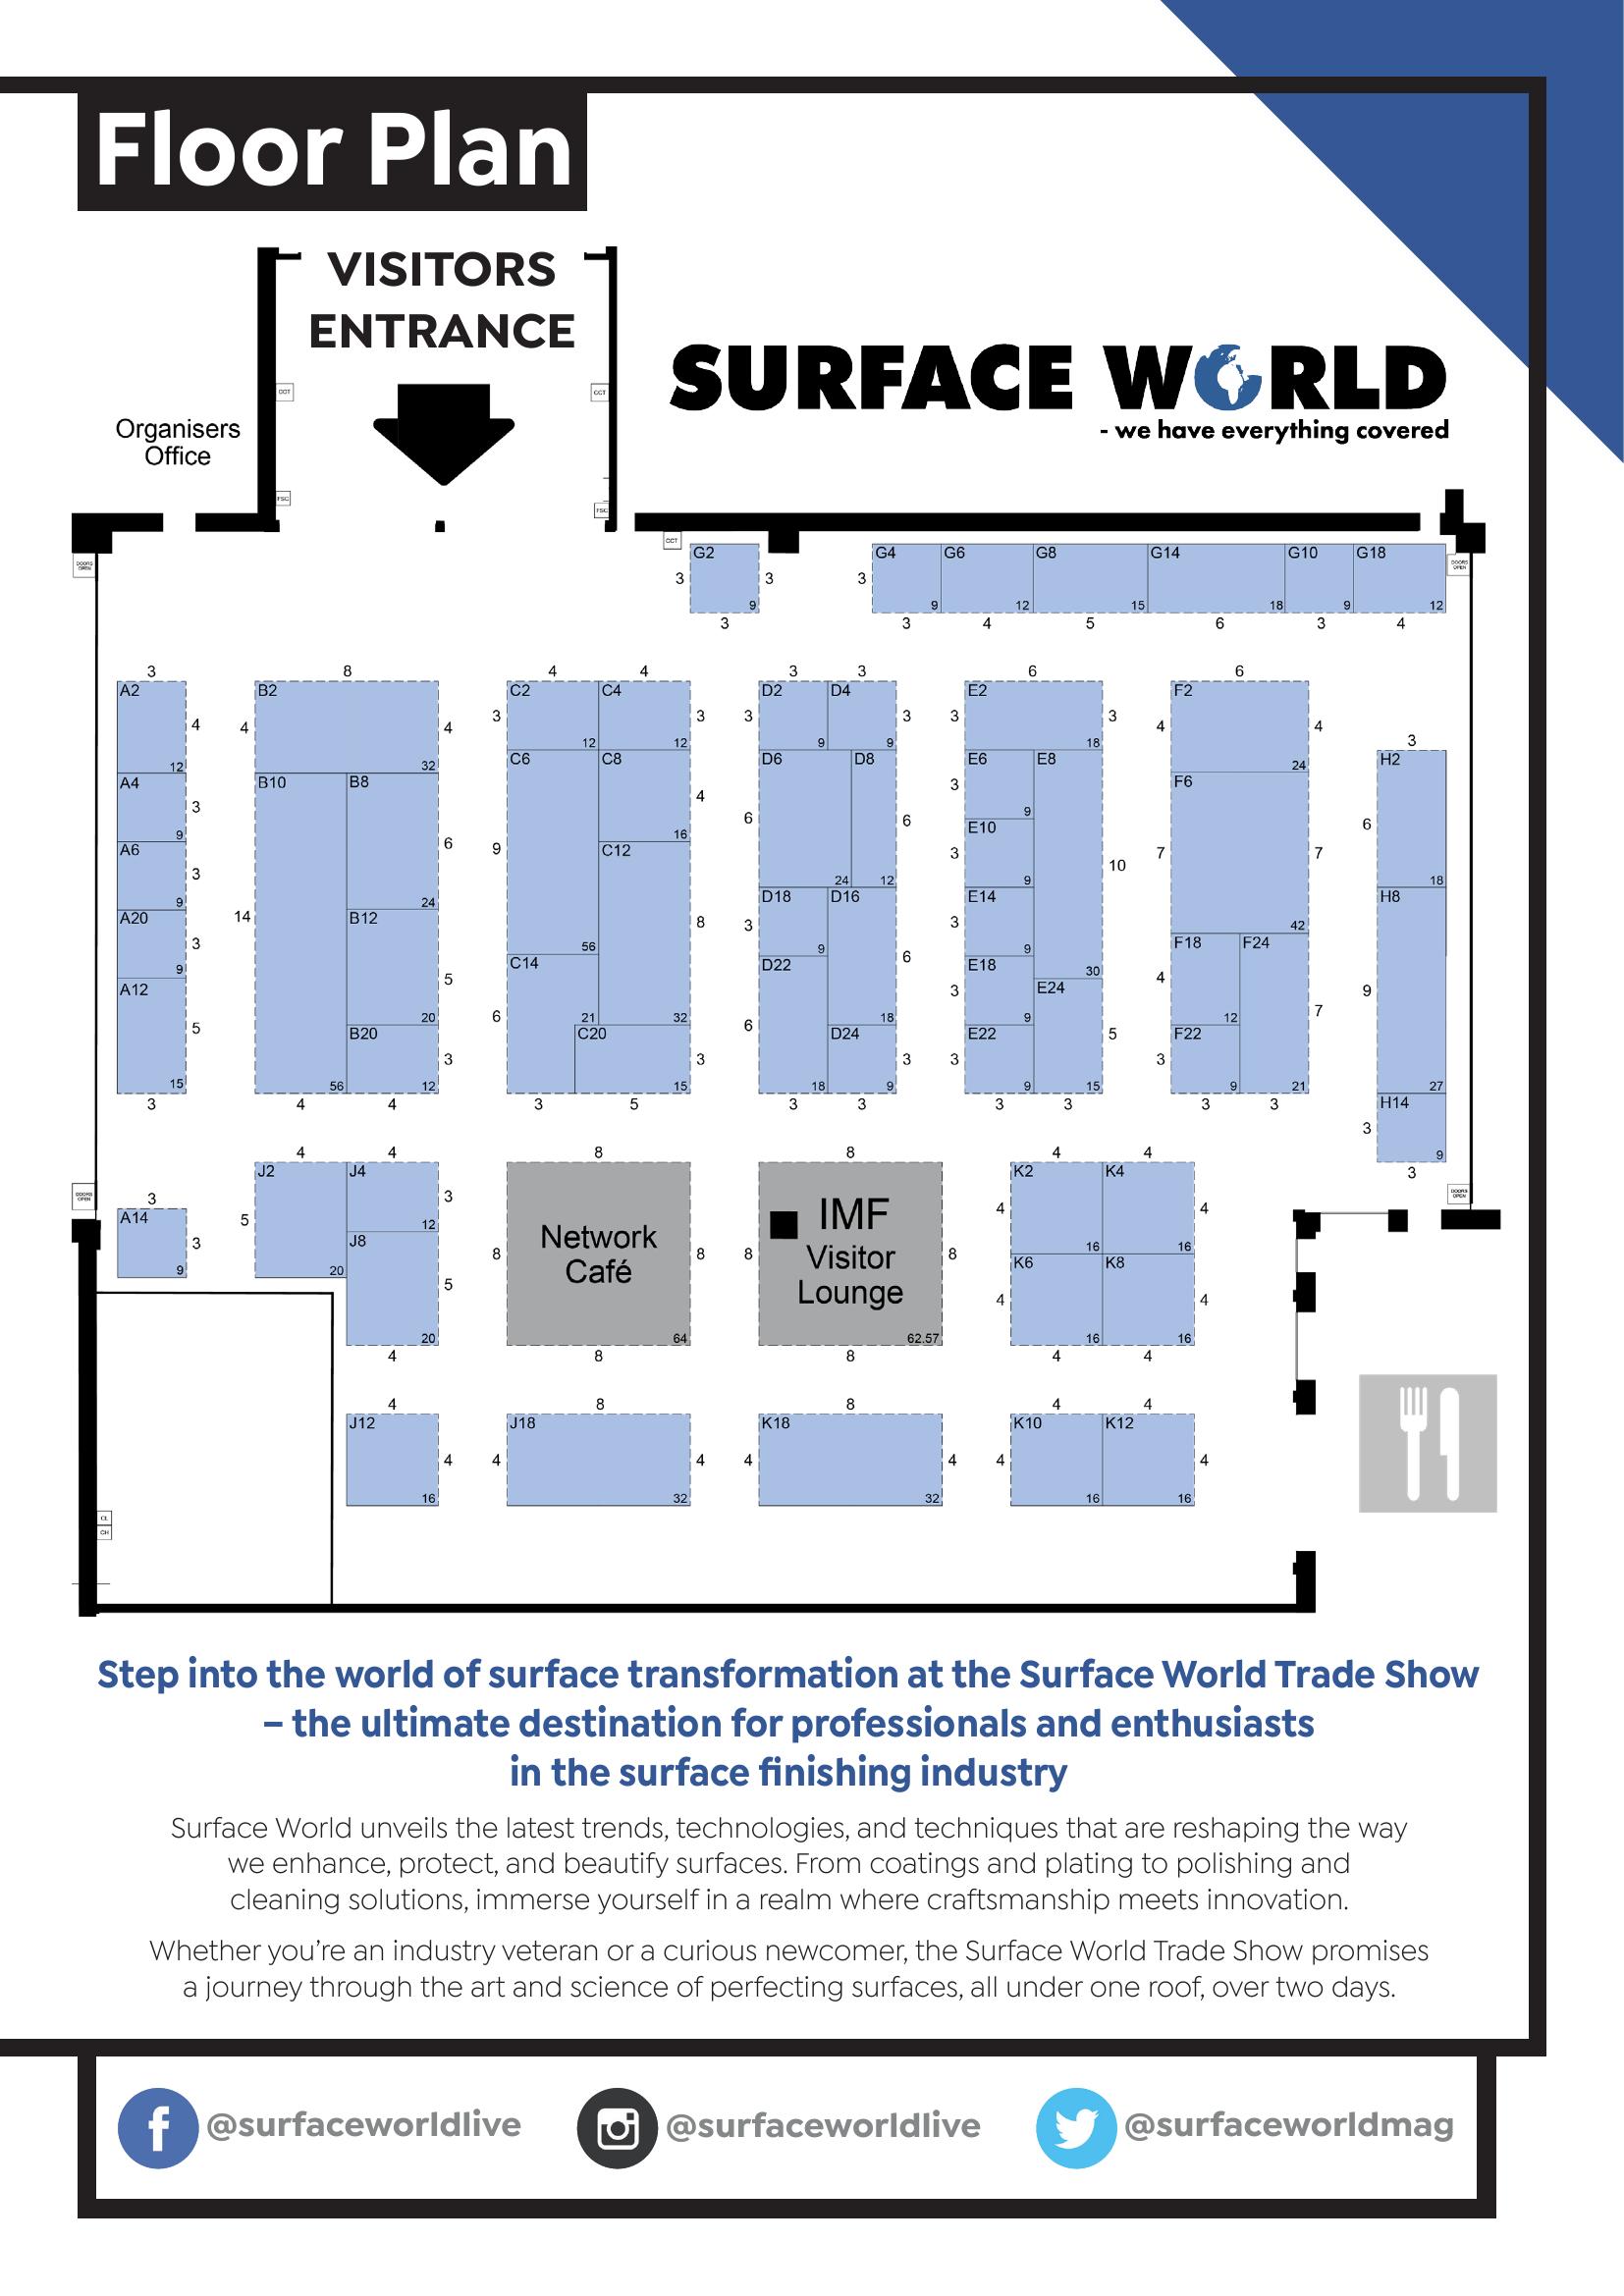 Floor Plan
VISITORS
ENTRANCE
SURFACE WORLD
- we have everything covered
Organisers
Office
CCT
CCT
FSC
FSC
CCT
DOORS
OPEN
DOORS
OPEN
G2 G4 G6 G8 G14 G10 G18
3 3 3
9 9 12 15 18 9 12
3 3 4 5 6 3 4
3 8 4 4 3 3 6 6
A2 B2 C2 C4 D2 D4 E2 F2
4 4 4 3 3 3 3 3 3 4 4
12 32 12 12 9 9 18 24
3
H2
6
18
A4 B10 B8 C6 C8 D6 D8 E6 E8 F6
3 6 4 3
9 16 9
A6 C12 E10
3 14 9 6 6 3 10 7 7
9 24 24 12 9 42
H8
9
27
A20 B12 D18 D16 E14
3 8 3 3
9 56 9 9
A12 C14 D22 E18 F18 F24
5 5 6 6 6 3 4 7
20 21 32 18 9 30 12
B20 C20 D24 E22 E24 F22
3 3 3 3 5 3
15 56 12 15 18 9 9 15 9 21
3 4 4 3 5 3 3 3 3 3 3
H14
3
9
3
DOORS
OPEN
DOORS
OPEN
3
A14
3
9
4 4
J2 J4
5 3
12
J8
20 5
20
4
8
Network
Café
8 8
64
8
8
IMF
Visitor
Lounge
8 8
62.57
8
4 4
K2 K4
4 4
16 16
K6 K8
4 4
16 16
4 4
4 8 8 4 4
J12 J18 K18 K10 K12
4 4 4 4 4 4 4
16 32 32 16 16
CL
CH
Step into the world of surface transformation at the Surface World Trade Show
– the ultimate destination for professionals and enthusiasts
in the surface finishing industry
Surface World unveils the latest trends, technologies, and techniques that are reshaping the way
we enhance, protect, and beautify surfaces. From coatings and plating to polishing and
cleaning solutions, immerse yourself in a realm where craftsmanship meets innovation.
Whether you’re an industry veteran or a curious newcomer, the Surface World Trade Show promises
a journey through the art and science of perfecting surfaces, all under one roof, over two days.
@surfaceworldlive
@surfaceworldlive
@surfaceworldmag